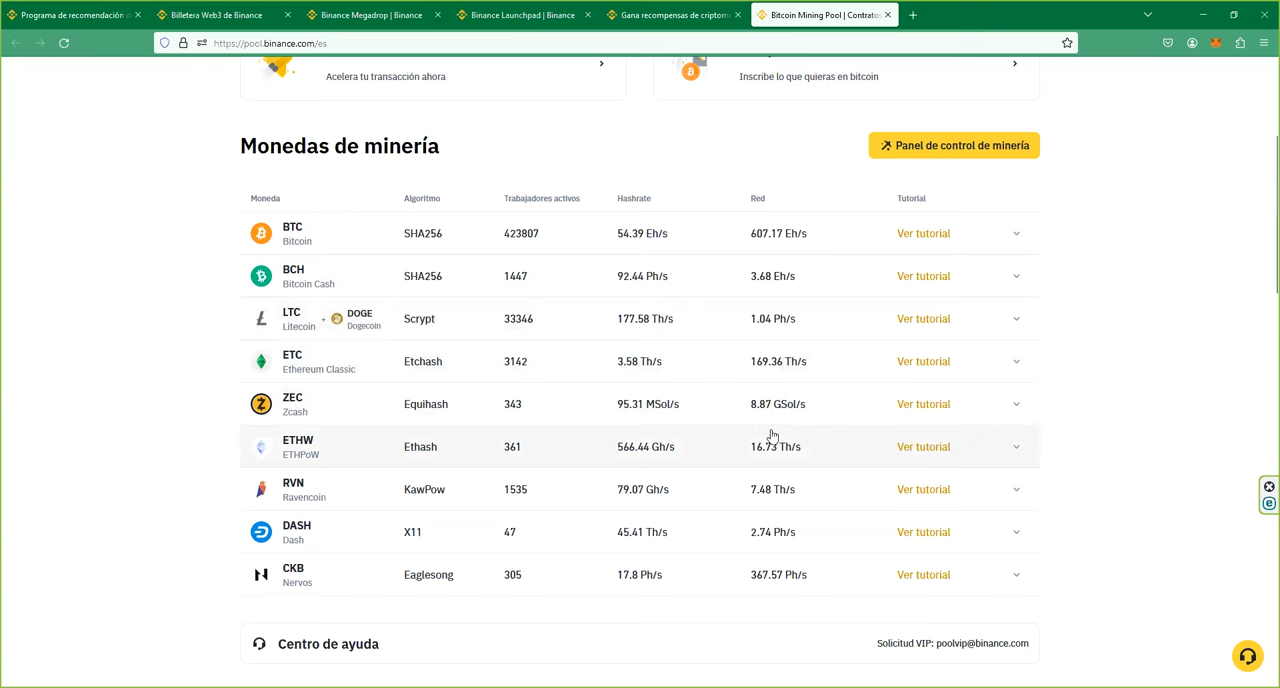 Programa de recomendación d
Billetera Web3 de Binance
Binance Megadrop | Binance
Binance Launchpad | Binance
Gana recompensas de criptom
Bitcoin Mining Pool | Contratos
https://pool.binance.com/es
Acelera tu transacción ahora
Inscribe lo que quieras en bitcoin
Monedas de minería
Panel de control de minería
Moneda Algoritmo Trabajadores activos Hashrate Red Tutorial
BTC
Bitcoin
SHA256 423807 54.39 Eh/s 607.17 Eh/s Ver tutorial
BCH
Bitcoin Cash
SHA256 1447 92.44 Ph/s 3.68 Eh/s Ver tutorial
LTC
Litecoin
+
DOGE
Dogecoin
Scrypt 33346 177.58 Th/s 1.04 Ph/s Ver tutorial
ETC
Ethereum Classic
Etchash 3142 3.58 Th/s 169.36 Th/s Ver tutorial
ZEC
Zcash
Equihash 343 95.31 MSol/s 8.87 GSol/s Ver tutorial
ETHW
ETHPoW
Ethash 361 566.44 Gh/s 16.73 Th/s Ver tutorial
RVN
Ravencoin
KawPow 1535 79.07 Gh/s 7.48 Th/s Ver tutorial
DASH
Dash
X11 47 45.41 Th/s 2.74 Ph/s Ver tutorial
CKB
Nervos
Eaglesong 305 17.8 Ph/s 367.57 Ph/s Ver tutorial
Centro de ayuda
Solicitud VIP: poolvip@binance.com